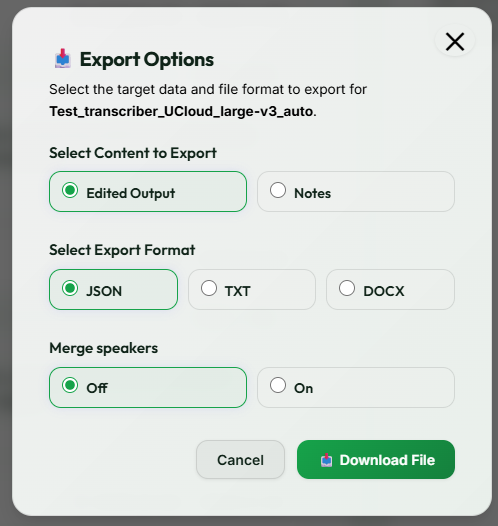 Export Options
Select the target data and file format to export for
Test_transcriber_UCloud_large-v3_auto.
Select Content to Export
Edited Output
Notes
Select Export Format
JSON
TXT
DOCX
Merge speakers
Off
On
Cancel
Download File